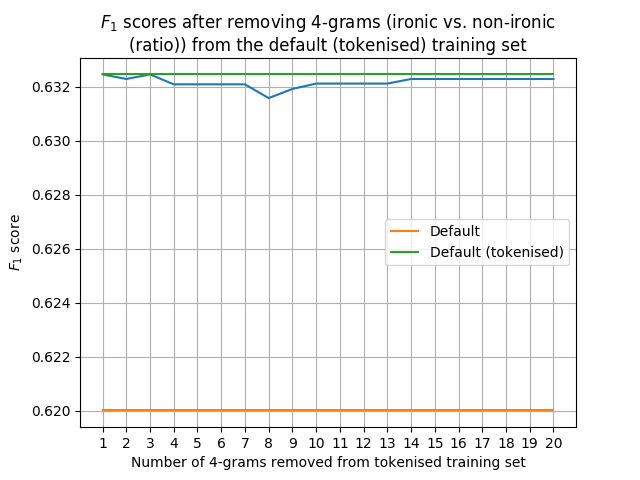 F1 scores after removing 4-grams (ironic vs. non-ironic
(ratio)) from the default (tokenised) training set
0.632
0.630
0.628
0.626
0.624
0.622
0.620
F1 score
Default
Default (tokenised)
1 2 3 4 5 6 7 8 9 10 11 12 13 14 15 16 17 18 19 20
Number of 4-grams removed from tokenised training set